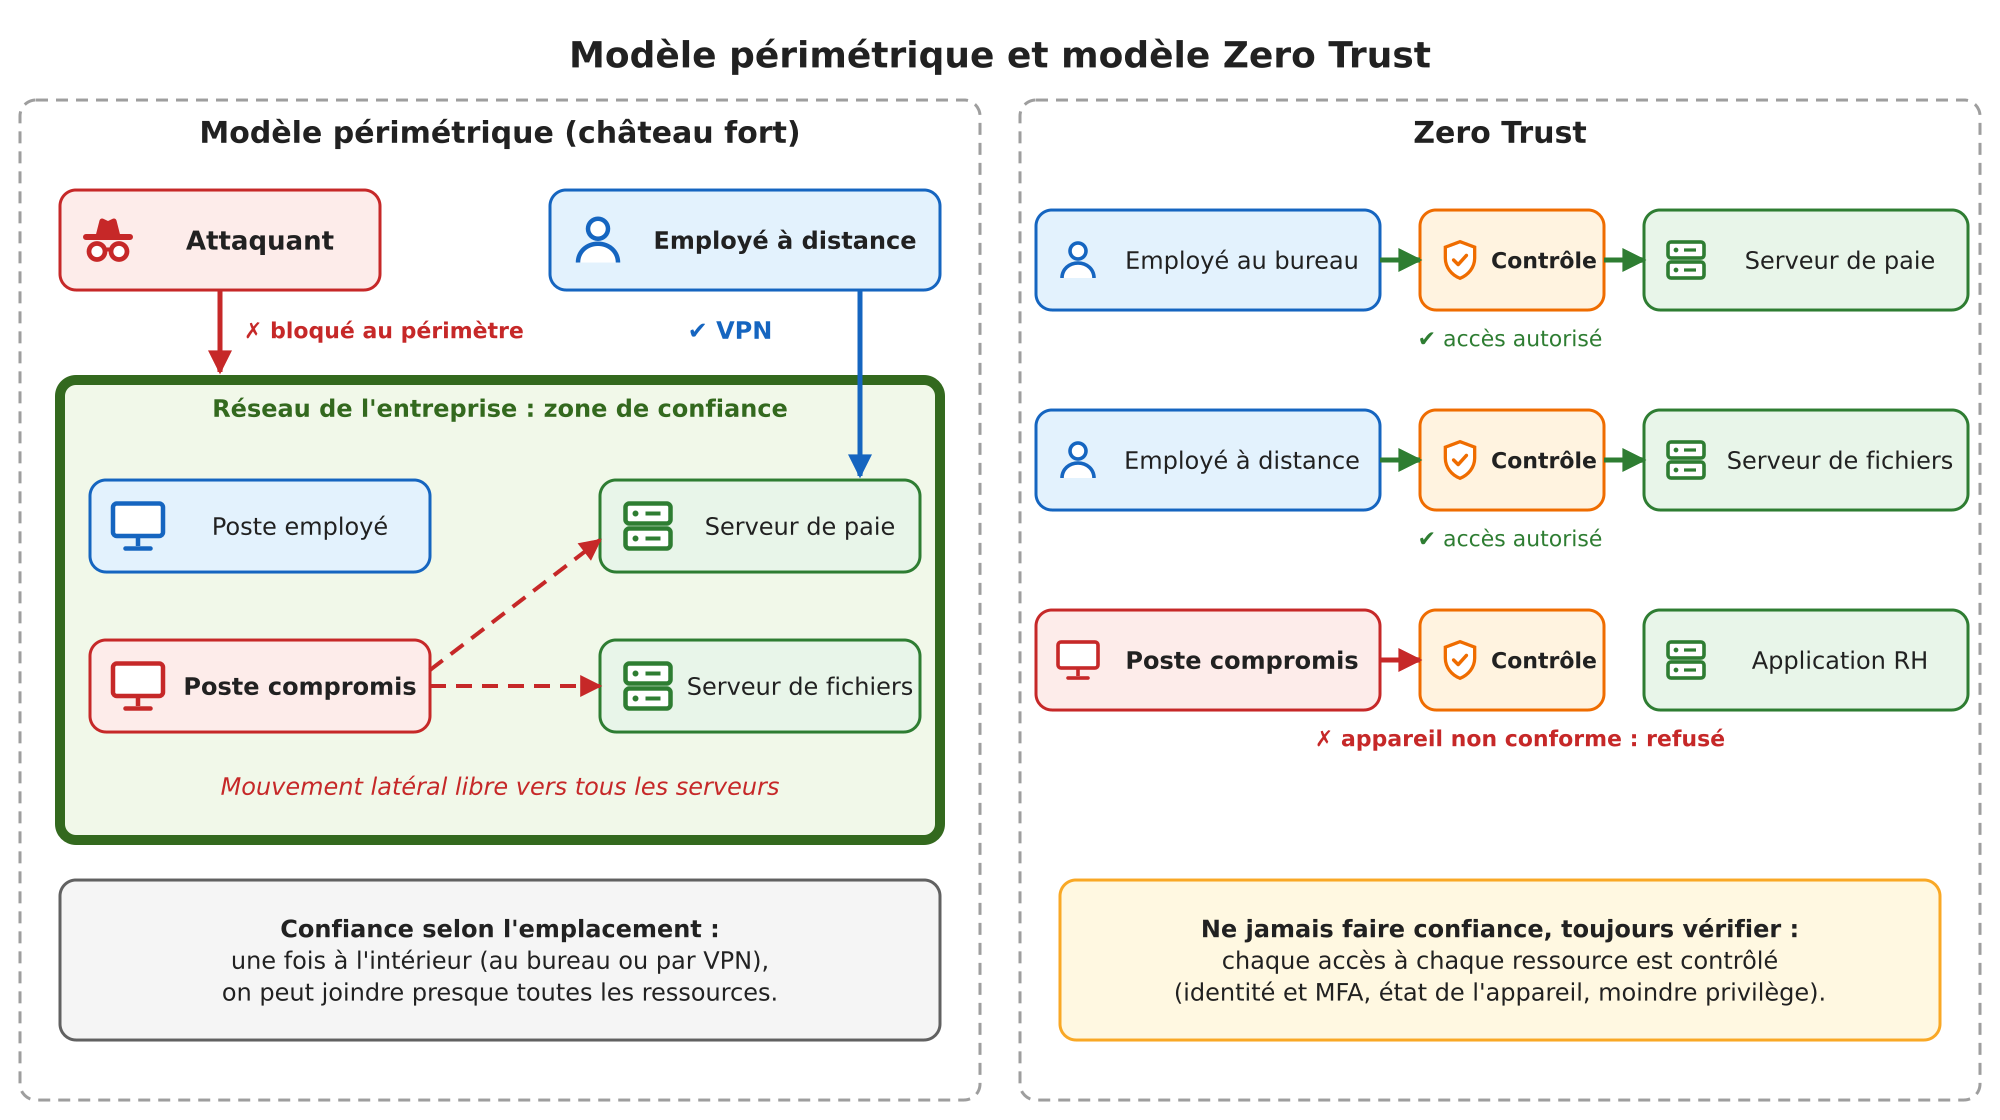 Modèle périmétrique et modèle Zero Trust
Modèle périmétrique (château fort)
Attaquant
Employé à distance
✗ bloqué au périmètre
✔ VPN
Réseau de l'entreprise : zone de confiance
Poste employé
Serveur de paie
Poste compromis
Serveur de fichiers
Mouvement latéral libre vers tous les serveurs
Confiance selon l'emplacement :
une fois à l'intérieur (au bureau ou par VPN),
on peut joindre presque toutes les ressources.
Zero Trust
Employé au bureau
Contrôle
Serveur de paie
✔ accès autorisé
Employé à distance
Contrôle
Serveur de fichiers
✔ accès autorisé
Poste compromis
Contrôle
Application RH
✗ appareil non conforme : refusé
Ne jamais faire confiance, toujours vérifier :
chaque accès à chaque ressource est contrôlé
(identité et MFA, état de l'appareil, moindre privilège).